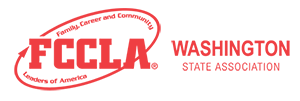 Family, Career and Community
FCCLA®
Leaders of America
WASHINGTON
STATE ASSOCIATION